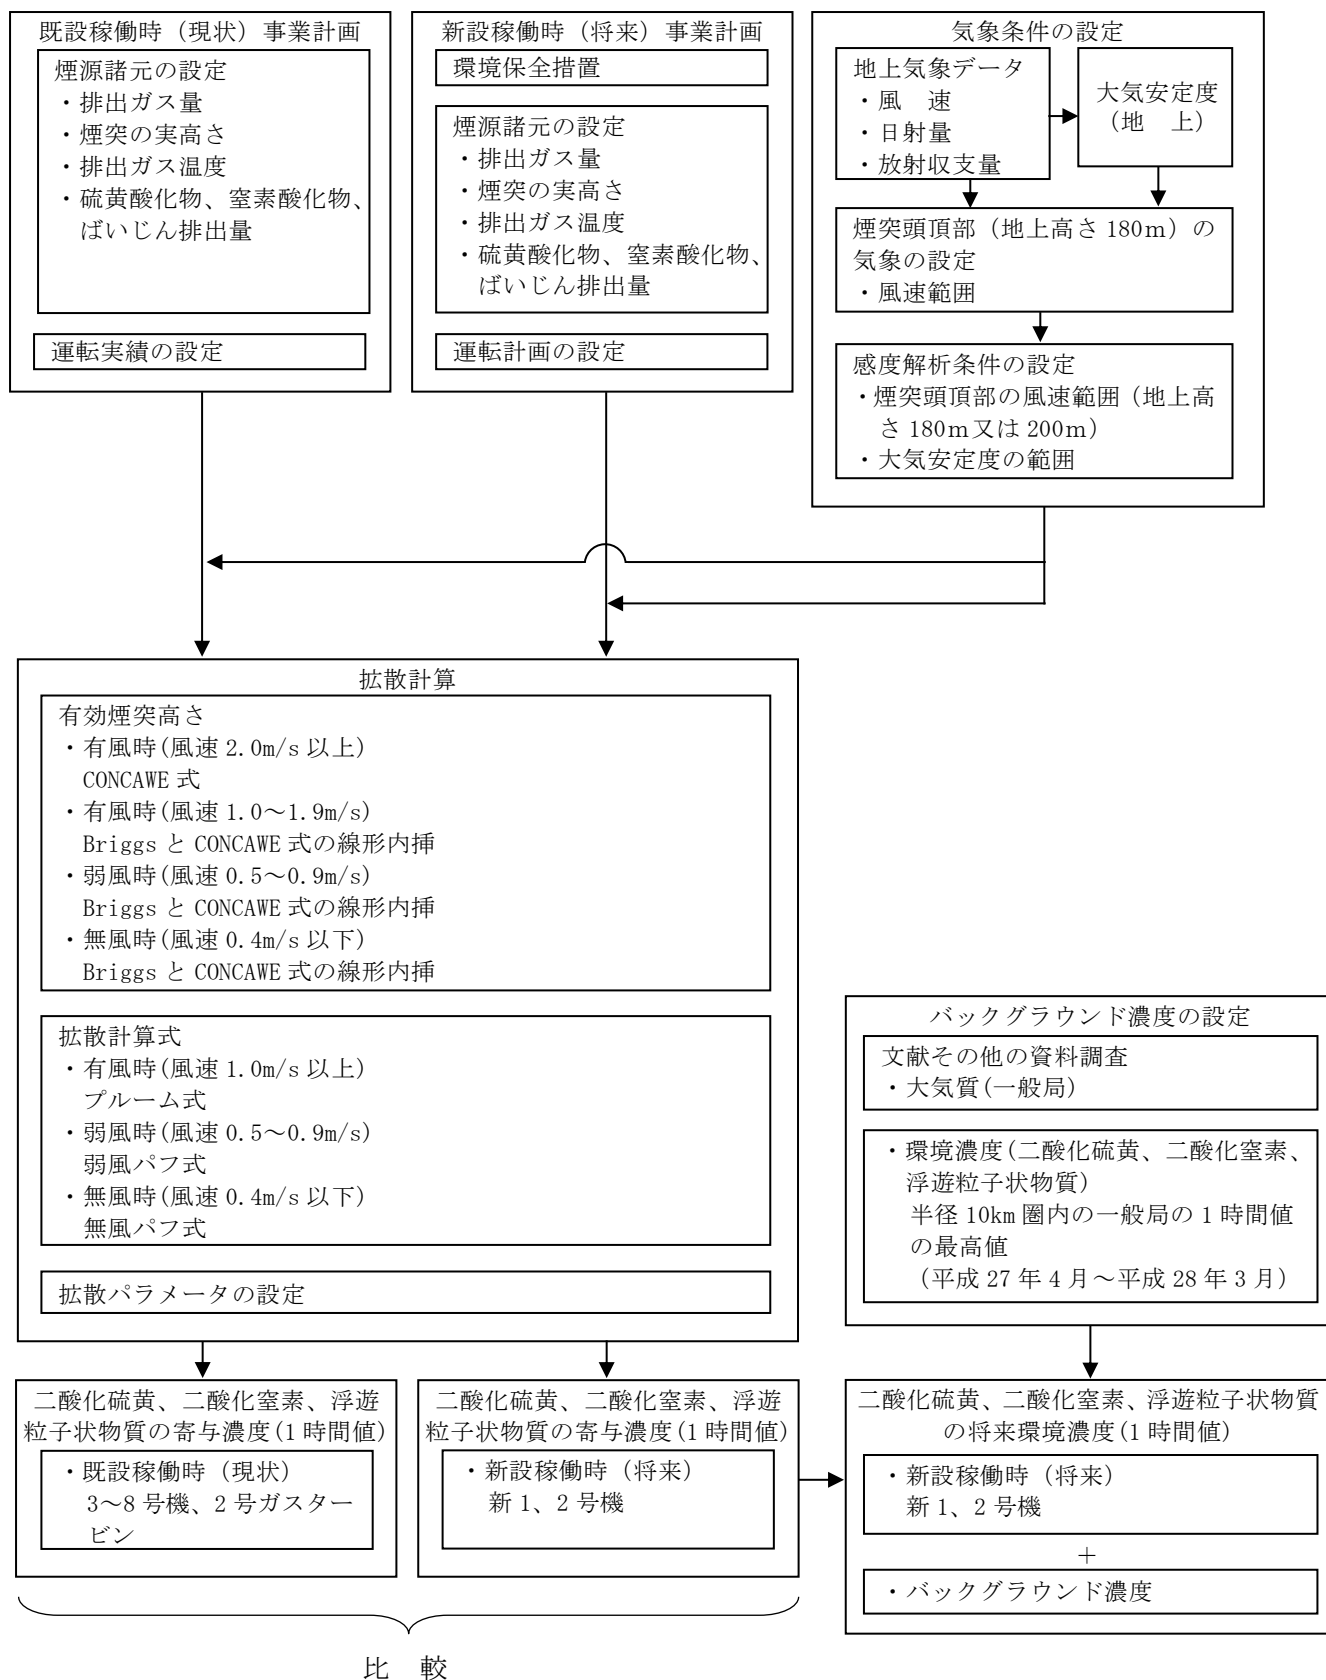 既設稼働時（現状）事業計画
煙源諸元の設定
・排出ガス量
・煙突の実高さ
・排出ガス温度
・硫黄酸化物、窒素酸化物、
ばいじん排出量
運転実績の設定
新設稼働時（将来）事業計画
環境保全措置
煙源諸元の設定
・排出ガス量
・煙突の実高さ
・排出ガス温度
・硫黄酸化物、窒素酸化物、
ばいじん排出量
運転計画の設定
気象条件の設定
地上気象データ
・風　速
・日射量
・放射収支量
大気安定度
（地　上）
煙突頭頂部（地上高さ 180m）の
気象の設定
・風速範囲
感度解析条件の設定
・煙突頭頂部の風速範囲（地上高
さ 180m又は 200m）
・大気安定度の範囲
拡散計算
有効煙突高さ
・有風時(風速 2.0m/s 以上)
CONCAWE 式
・有風時(風速 1.0～1.9m/s)
Briggs と CONCAWE 式の線形内挿
・弱風時(風速 0.5～0.9m/s)
Briggs と CONCAWE 式の線形内挿
・無風時(風速 0.4m/s 以下)
Briggs と CONCAWE 式の線形内挿
拡散計算式
・有風時(風速 1.0m/s 以上)
プルーム式
・弱風時(風速 0.5～0.9m/s)
弱風パフ式
・無風時(風速 0.4m/s 以下)
無風パフ式
拡散パラメータの設定
バックグラウンド濃度の設定
文献その他の資料調査
・大気質(一般局)
・環境濃度(二酸化硫黄、二酸化窒素、
浮遊粒子状物質)
半径 10km 圏内の一般局の 1 時間値
の最高値
（平成 27 年 4 月～平成 28 年 3 月）
二酸化硫黄、二酸化窒素、浮遊
粒子状物質の寄与濃度(1 時間値)
・既設稼働時（現状）
3～8 号機、2 号ガスター
ビン
二酸化硫黄、二酸化窒素、浮遊
粒子状物質の寄与濃度(1 時間値)
・新設稼働時（将来）
新 1、2 号機
二酸化硫黄、二酸化窒素、浮遊粒子状物質
の将来環境濃度(1 時間値)
・新設稼働時（将来）
新 1、2 号機
＋
・バックグラウンド濃度
比　較